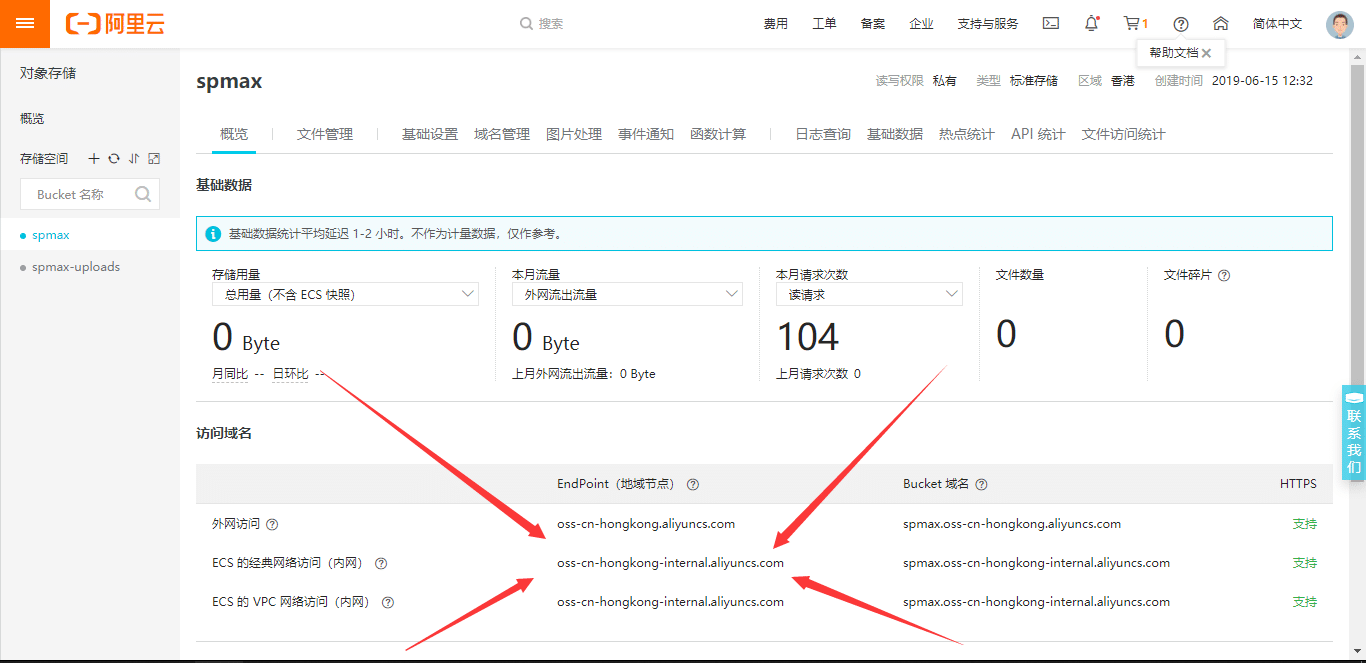 阿里云
搜索
费用 工单 备案 企业 支持与服务 1 简体中文
帮助文档
对象存储
概览
存储空间
Bucket 名称
spmax
spmax-uploads
spmax
读写权限 私有 类型 标准存储 区域 香港 创建时间 2019-06-15 12:32
概览 文件管理 基础设置 域名管理 图片处理 事件通知 函数计算 日志查询 基础数据 热点统计 API 统计 文件访问统计
基础数据
基础数据统计平均延迟 1-2 小时。不作为计量数据，仅作参考。
存储用量 本月流量 本月请求次数 文件数量 文件碎片
总用量（不含 ECS 快照） 外网流出流量 读请求
0 Byte 0 Byte 104 0 0
月同比 -- 日环比 -- 上月外网流出流量：0 Byte 上月请求次数 0
访问域名
EndPoint（地域节点） Bucket 域名 HTTPS
外网访问 oss-cn-hongkong.aliyuncs.com spmax.oss-cn-hongkong.aliyuncs.com 支持
ECS 的经典网络访问（内网） oss-cn-hongkong-internal.aliyuncs.com spmax.oss-cn-hongkong-internal.aliyuncs.com 支持
ECS 的 VPC 网络访问（内网） oss-cn-hongkong-internal.aliyuncs.com spmax.oss-cn-hongkong-internal.aliyuncs.com 支持
联系我们